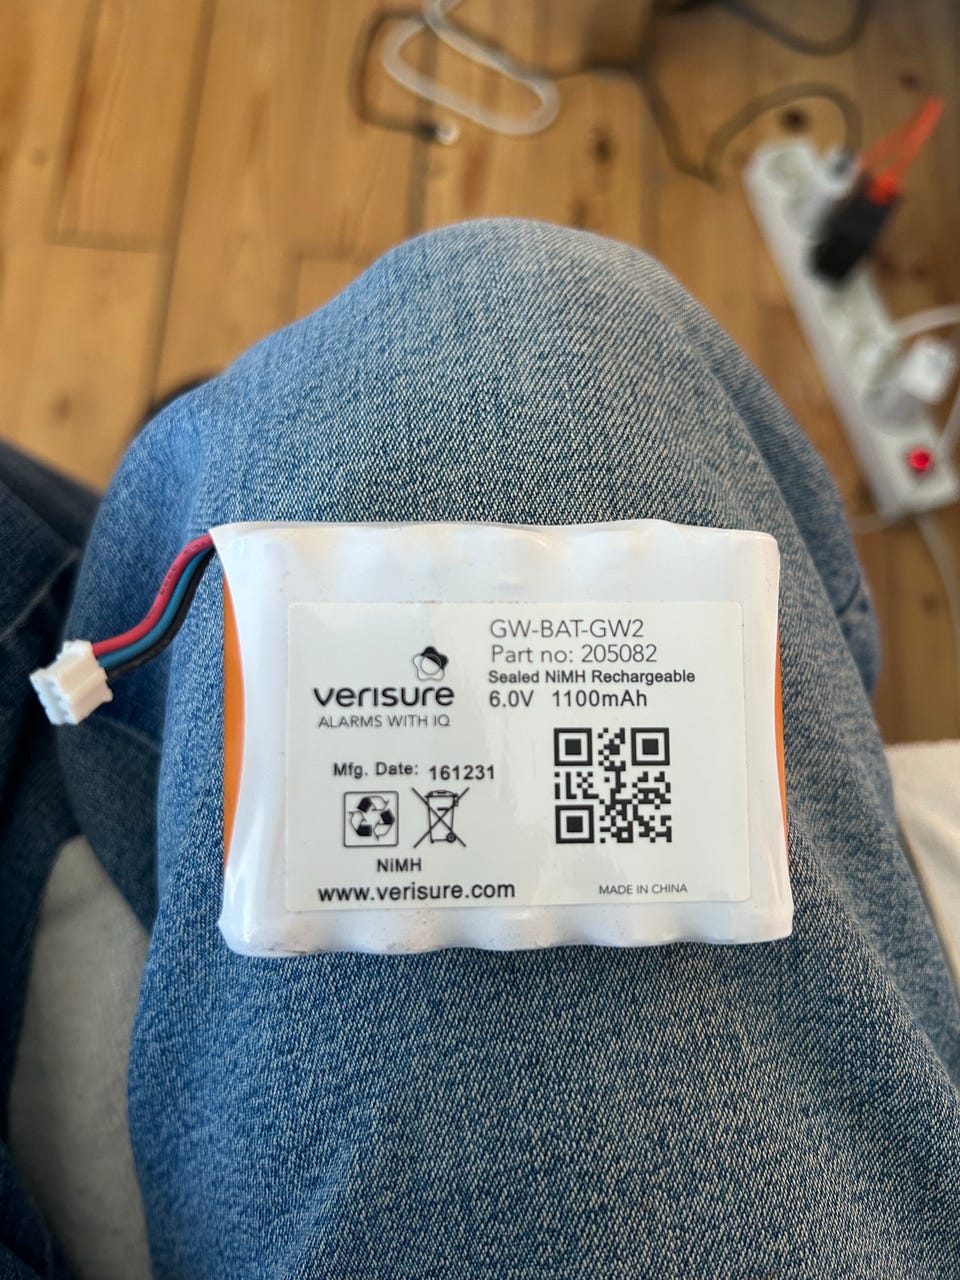 GW-BAT-GW2
Part no: 205082
Sealed NiMH Rechargeable
6.0V 1100mAh
verisure
ALARMS WITH IQ
Mfg. Date: 161231
NiMH
www.verisure.com
MADE IN CHINA